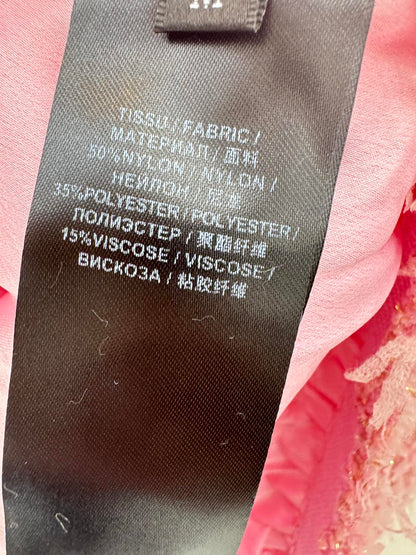 M
TISSU / FABRIC /
МАТЕРИАЛ / 面料
50%NYLON / NYLON /
НЕЙЛОН / 尼龙
35%POLYESTER / POLYESTER /
ПОЛИЭСТЕР / 聚酯纤维
15%VISCOSE / VISCOSE /
ВИСКОЗА / 粘胶纤维